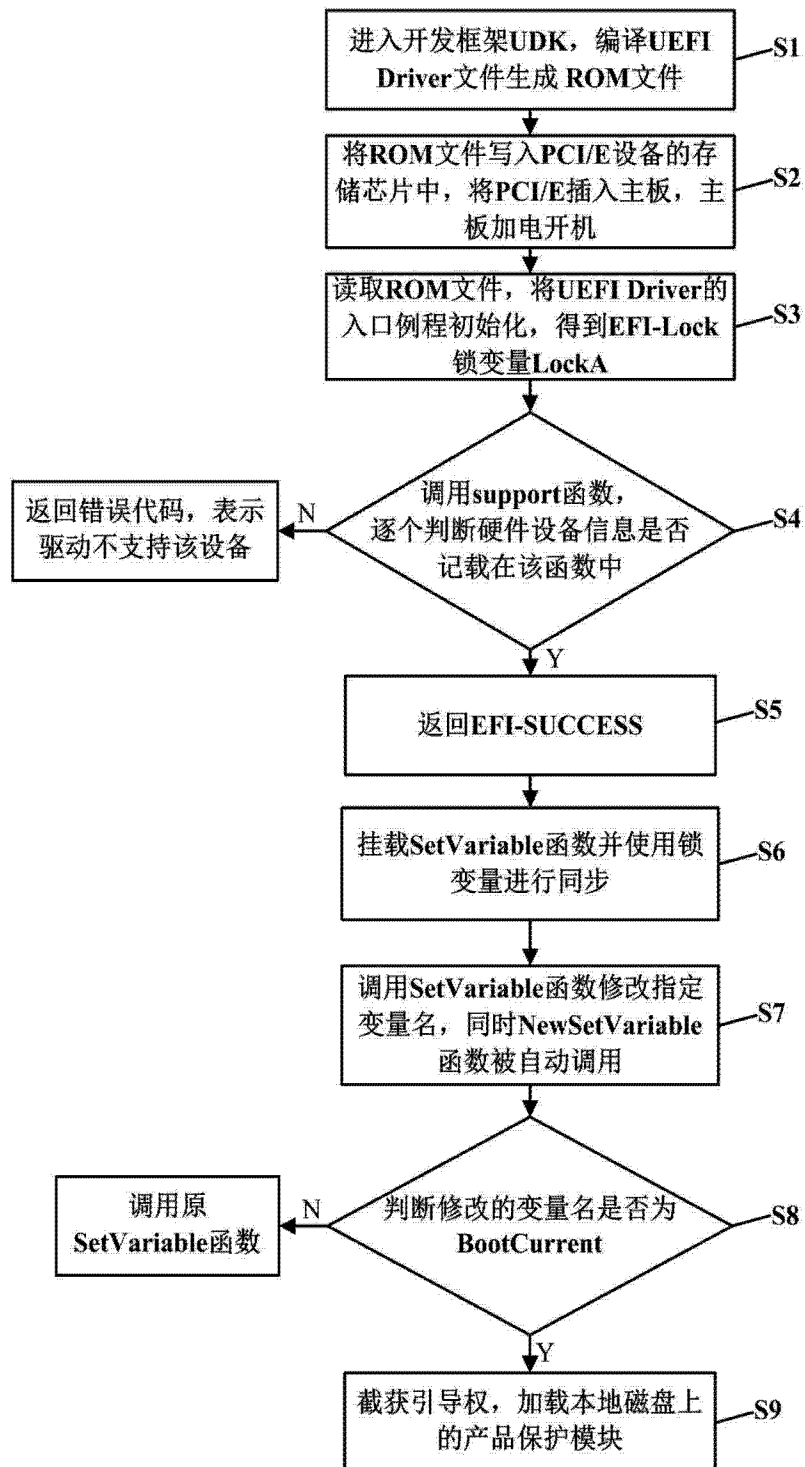 进入开发框架UDK，编译UEFI
Driver文件生成 ROM文件
S1
将ROM文件写入PCI/E设备的存
储芯片中，将PCI/E插入主板，主
板加电开机
S2
读取ROM文件，将UEFI Driver的
入口例程初始化，得到EFI-Lock
锁变量LockA
S3
调用support函数，
逐个判断硬件设备信息是否
记载在该函数中
S4
N
返回错误代码，表示
驱动不支持该设备
Y
返回EFI-SUCCESS
S5
挂载SetVariable函数并使用锁
变量进行同步
S6
调用SetVariable函数修改指定
变量名，同时NewSetVariable
函数被自动调用
S7
判断修改的变量名是否为
BootCurrent
S8
N
调用原
SetVariable函数
Y
截获引导权，加载本地磁盘上
的产品保护模块
S9